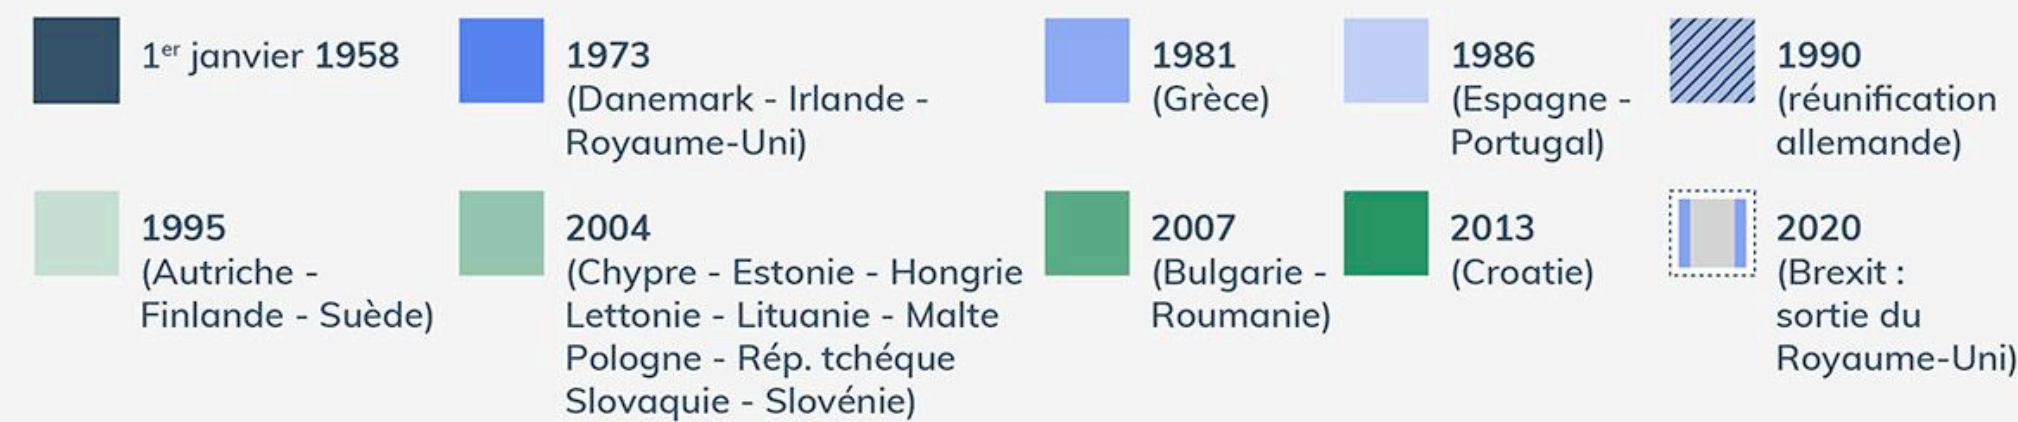 1er janvier 1958
1973
(Danemark - Irlande -
Royaume-Uni)
1981
(Grèce)
1986
(Espagne -
Portugal)
1990
(réunification
allemande)
1995
(Autriche -
Finlande - Suède)
2004
(Chypre - Estonie - Hongrie
Lettonie - Lituanie - Malte
Pologne - Rép. tchéque
Slovaquie - Slovénie)
2007
(Bulgarie -
Roumanie)
2013
(Croatie)
2020
(Brexit :
sortie du
Royaume-Uni)